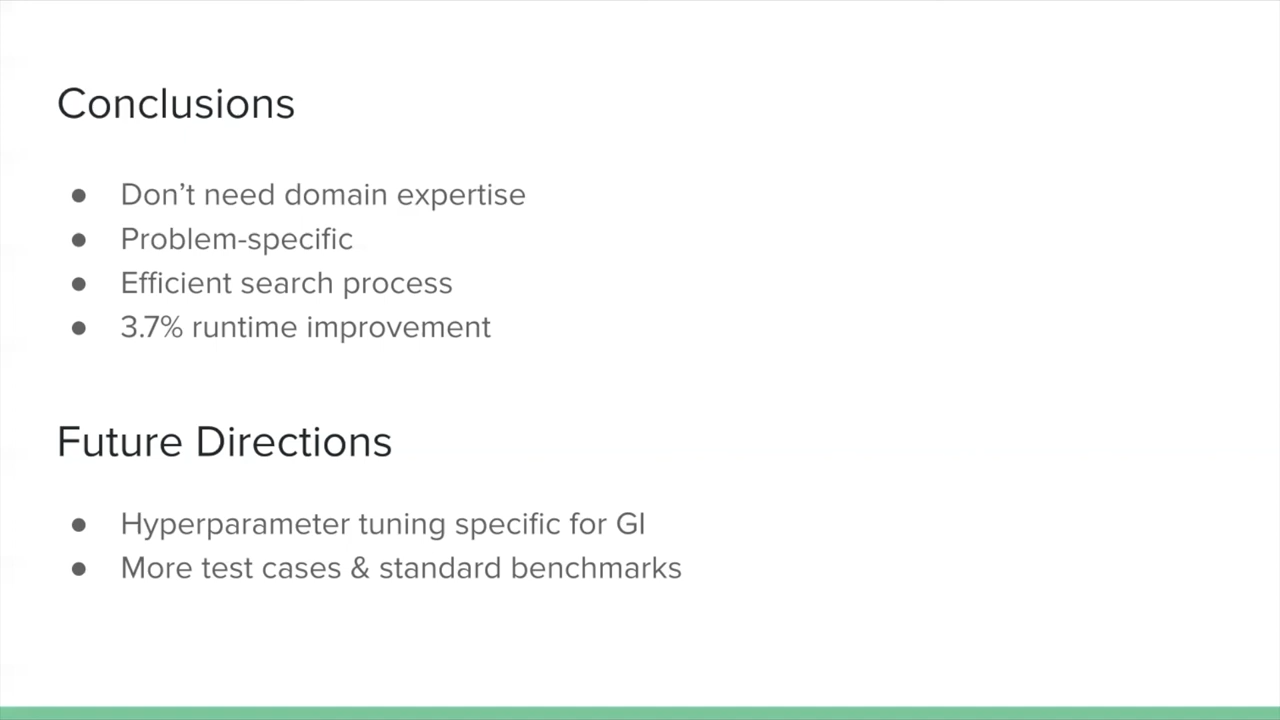 Conclusions
● Don’t need domain expertise
● Problem-specific
● Efficient search process
● 3.7% runtime improvement
Future Directions
● Hyperparameter tuning specific for GI
● More test cases & standard benchmarks